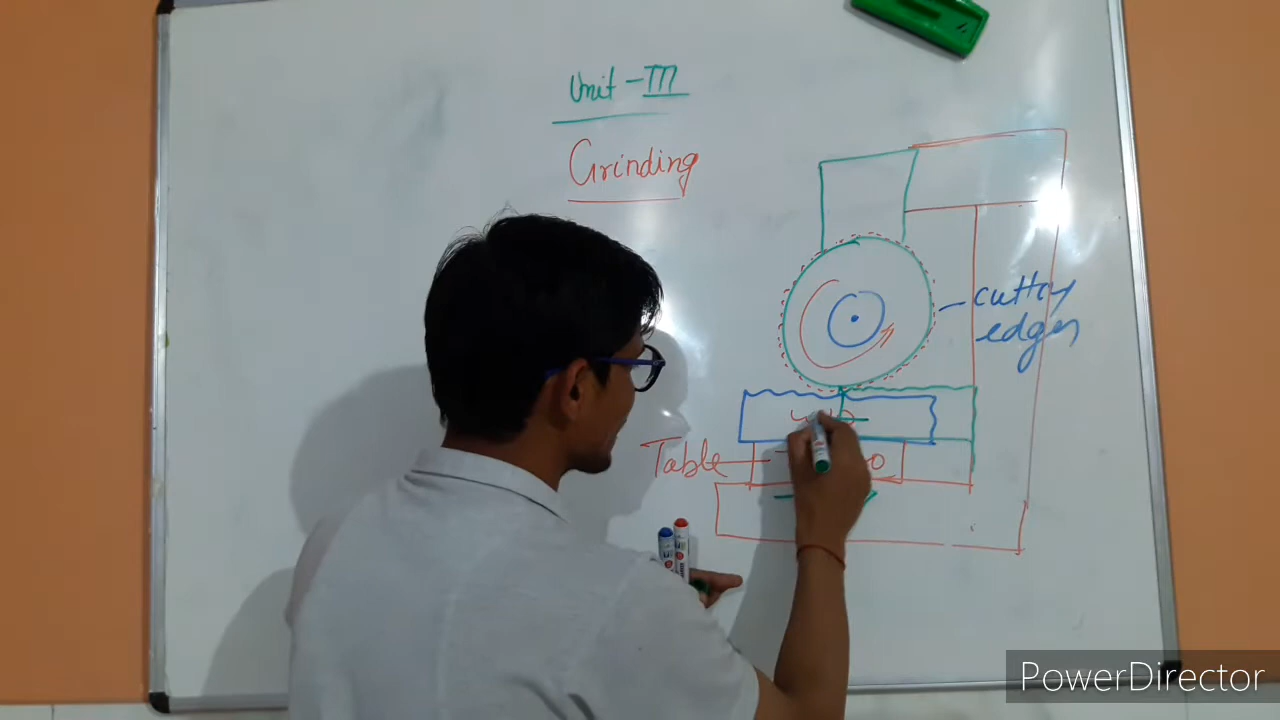 Unit - III
Grinding
cutting
edges
Table
PowerDirector